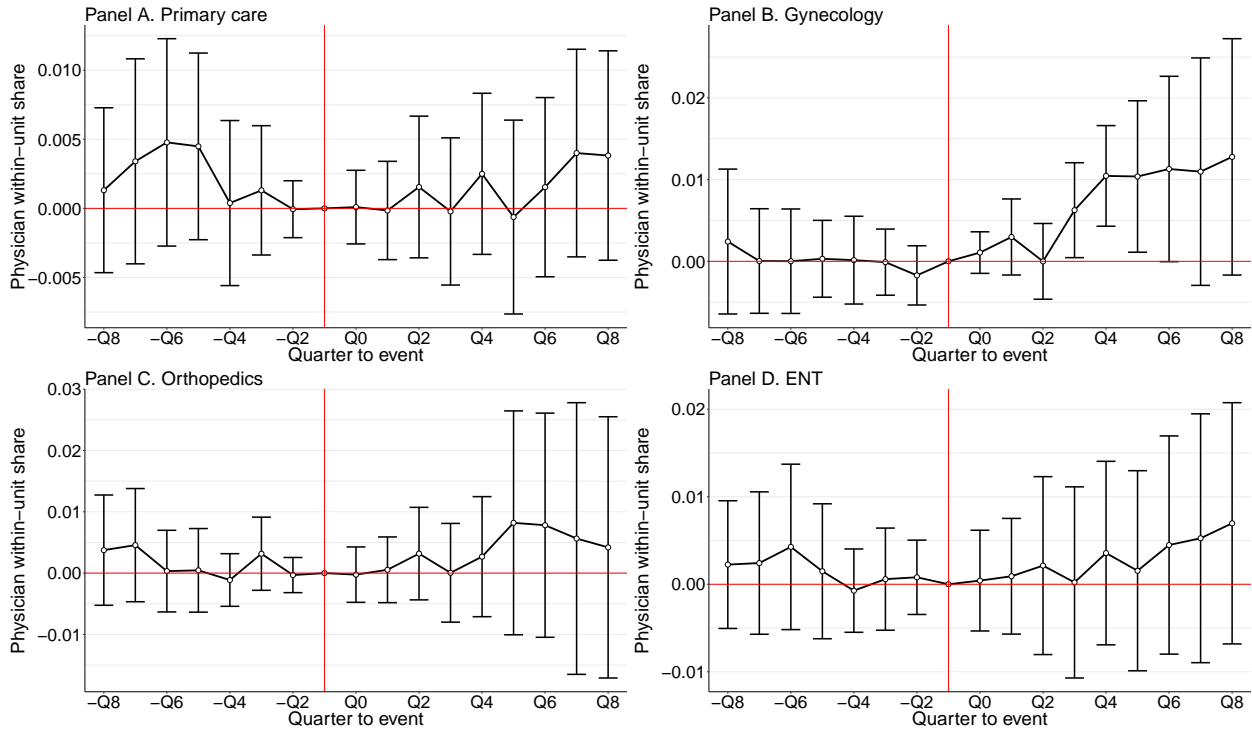 Panel A. Primary care
Physician within−unit share
0.010
0.005
0.000
−0.005
−Q8 −Q6 −Q4 −Q2 Q0 Q2 Q4 Q6 Q8
Quarter to event
Panel B. Gynecology
Physician within−unit share
0.02
0.01
0.00
−Q8 −Q6 −Q4 −Q2 Q0 Q2 Q4 Q6 Q8
Quarter to event
Panel C. Orthopedics
Physician within−unit share
0.03
0.02
0.01
0.00
−0.01
−Q8 −Q6 −Q4 −Q2 Q0 Q2 Q4 Q6 Q8
Quarter to event
Panel D. ENT
Physician within−unit share
0.02
0.01
0.00
−0.01
−Q8 −Q6 −Q4 −Q2 Q0 Q2 Q4 Q6 Q8
Quarter to event